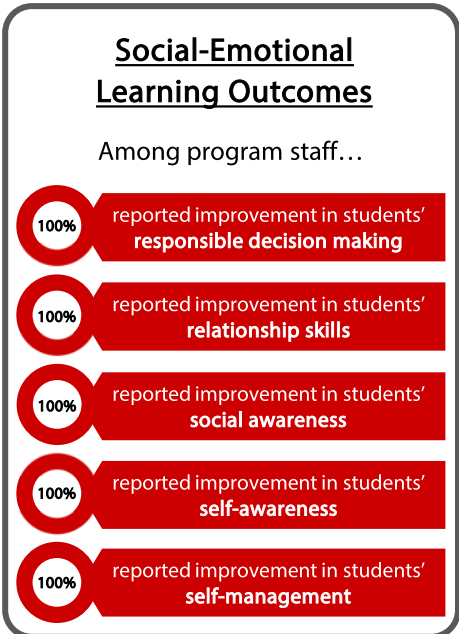 Social-Emotional
Learning Outcomes
Among program staff…
100%
reported improvement in students’
responsible decision making
100%
reported improvement in students’
relationship skills
100%
reported improvement in students’
social awareness
100%
reported improvement in students’
self-awareness
100%
reported improvement in students’
self-management